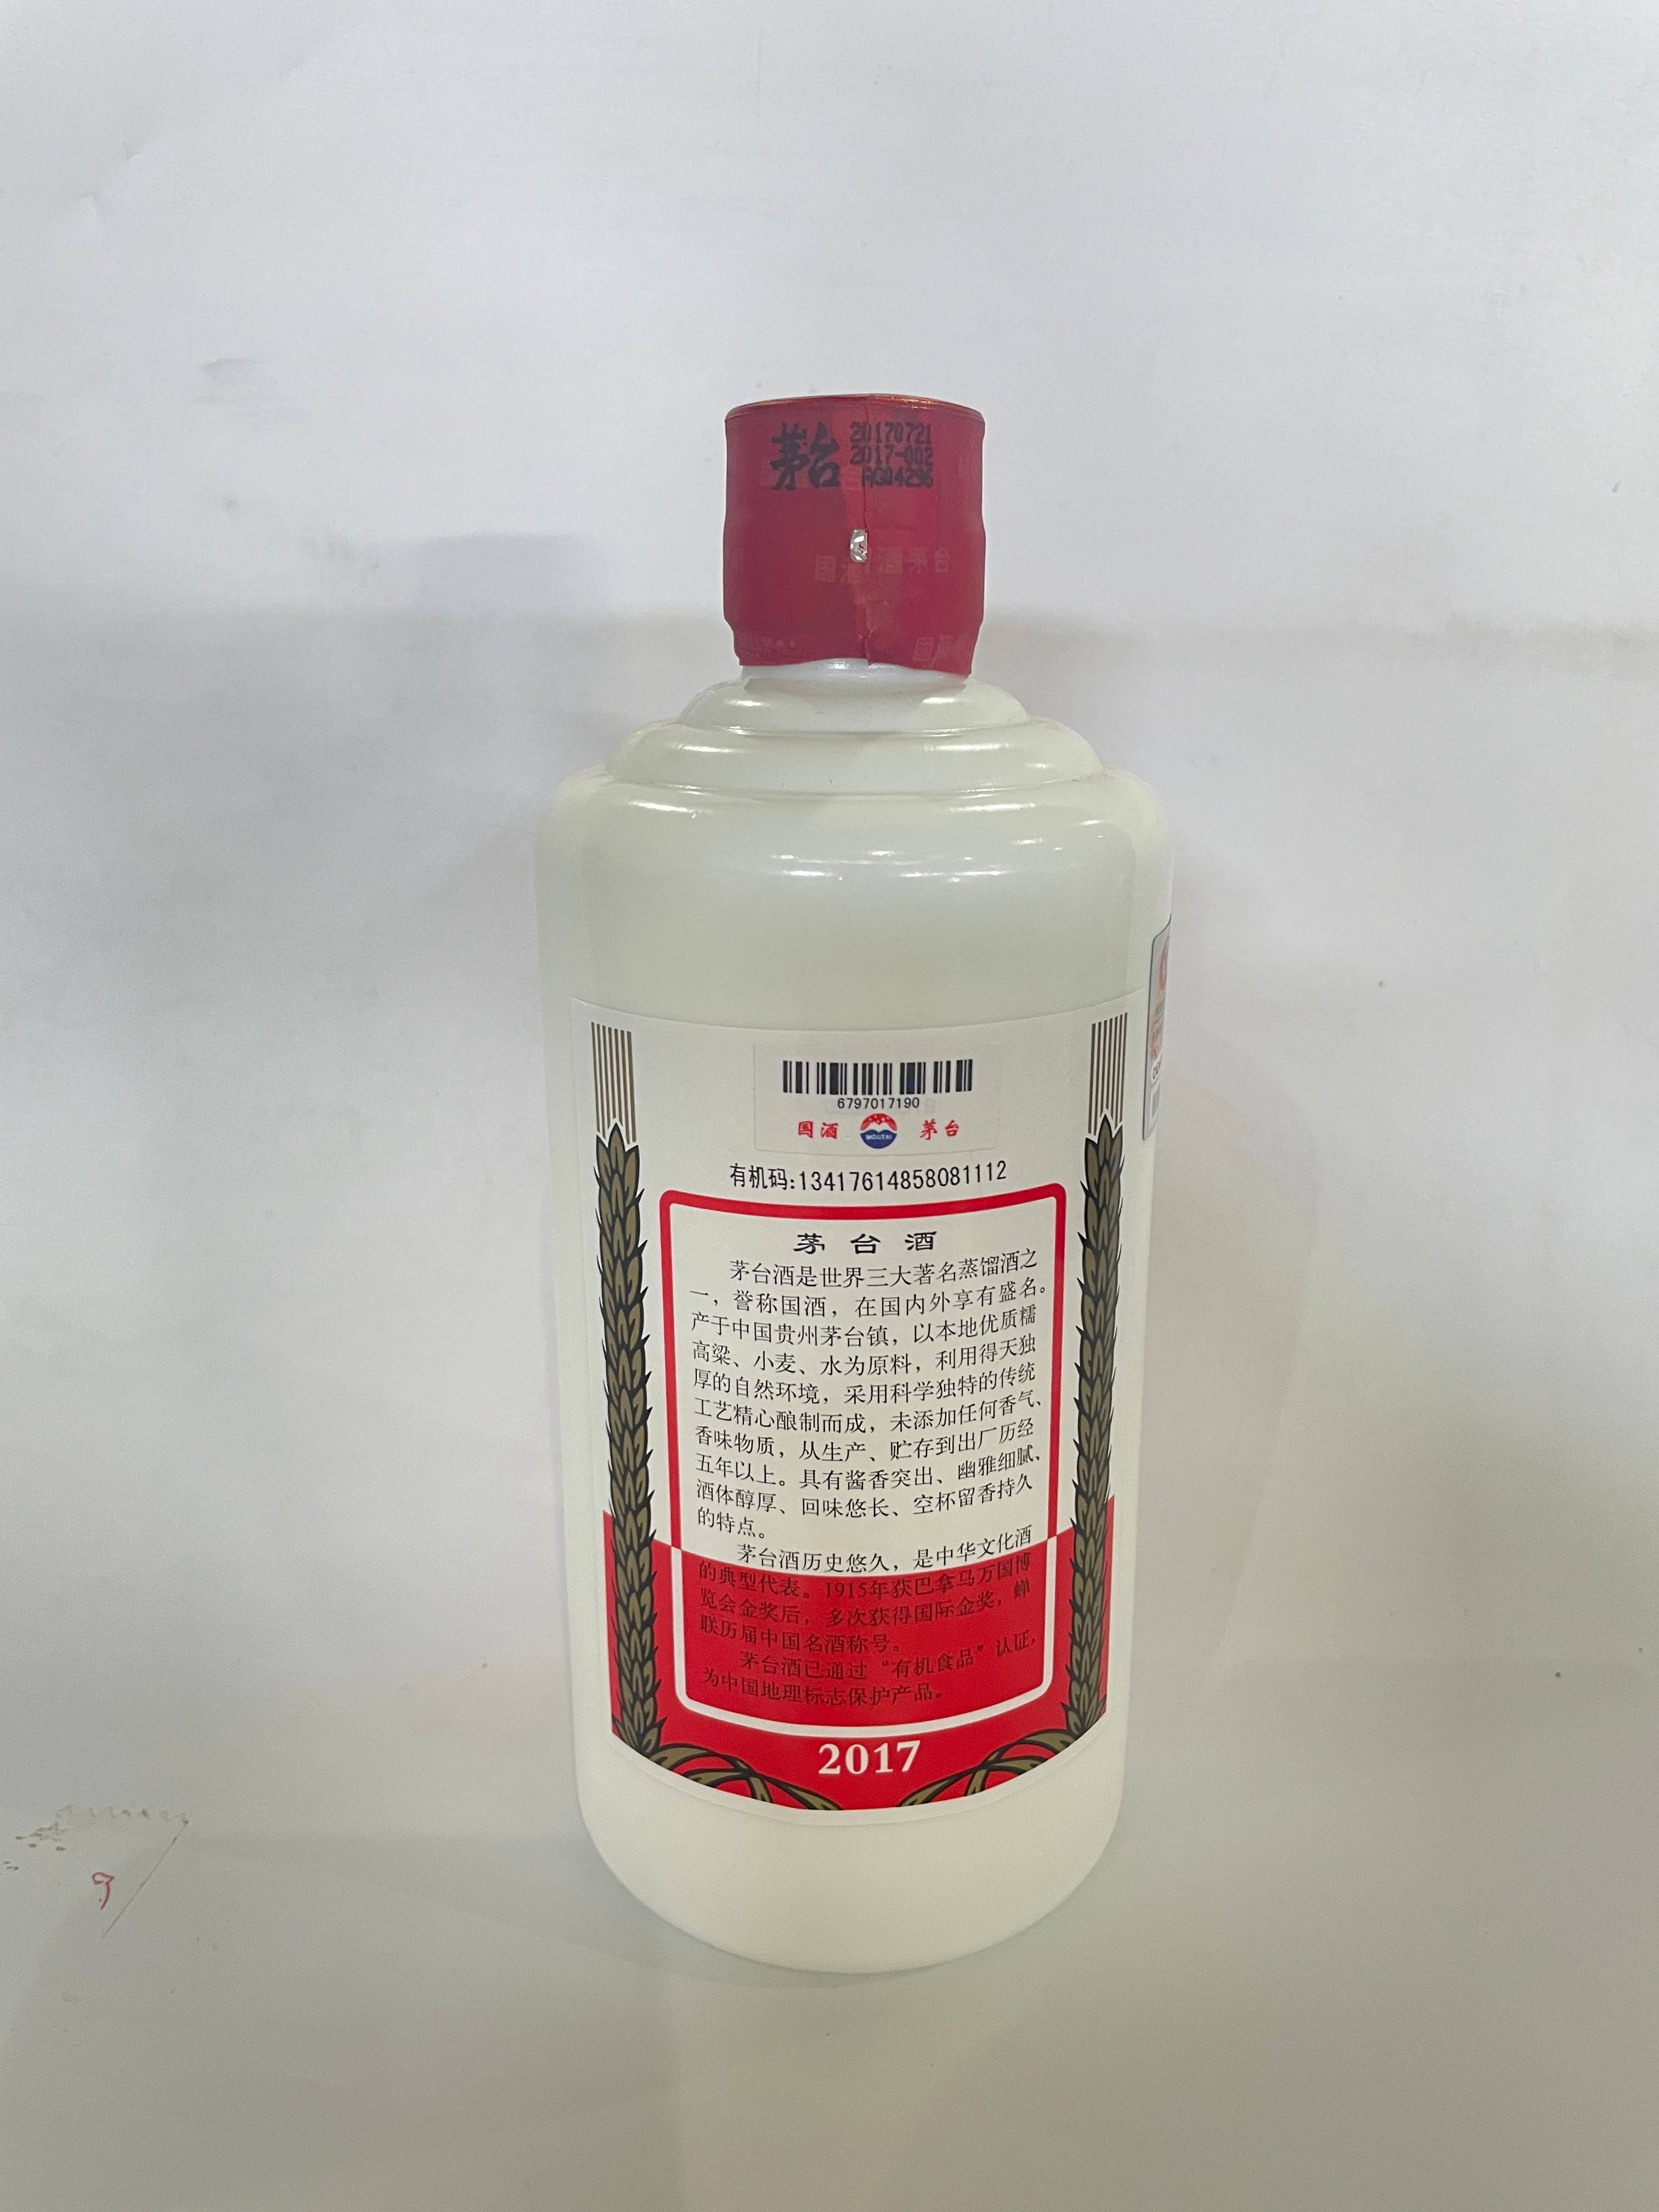 茅台
20170721
2017-002
AG04296
6797017190
国酒 MOUTAI 茅台
有机码:13417614858081112
茅台酒
茅台酒是世界三大著名蒸馏酒之
一，誉称国酒，在国内外享有盛名。
产于中国贵州茅台镇，以本地优质糯
高粱、小麦、水为原料，利用得天独
厚的自然环境，采用科学独特的传统
工艺精心酿制而成，未添加任何香气、
香味物质，从生产、贮存到出厂历经
五年以上。具有酱香突出、幽雅细腻、
酒体醇厚、回味悠长、空杯留香持久
的特点。
茅台酒历史悠久，是中华文化酒
的典型代表。1915年获巴拿马万国博
览会金奖后，多次获得国际金奖，蝉
联历届中国名酒称号。
茅台酒已通过“有机食品”认证，
为中国地理标志保护产品。
2017